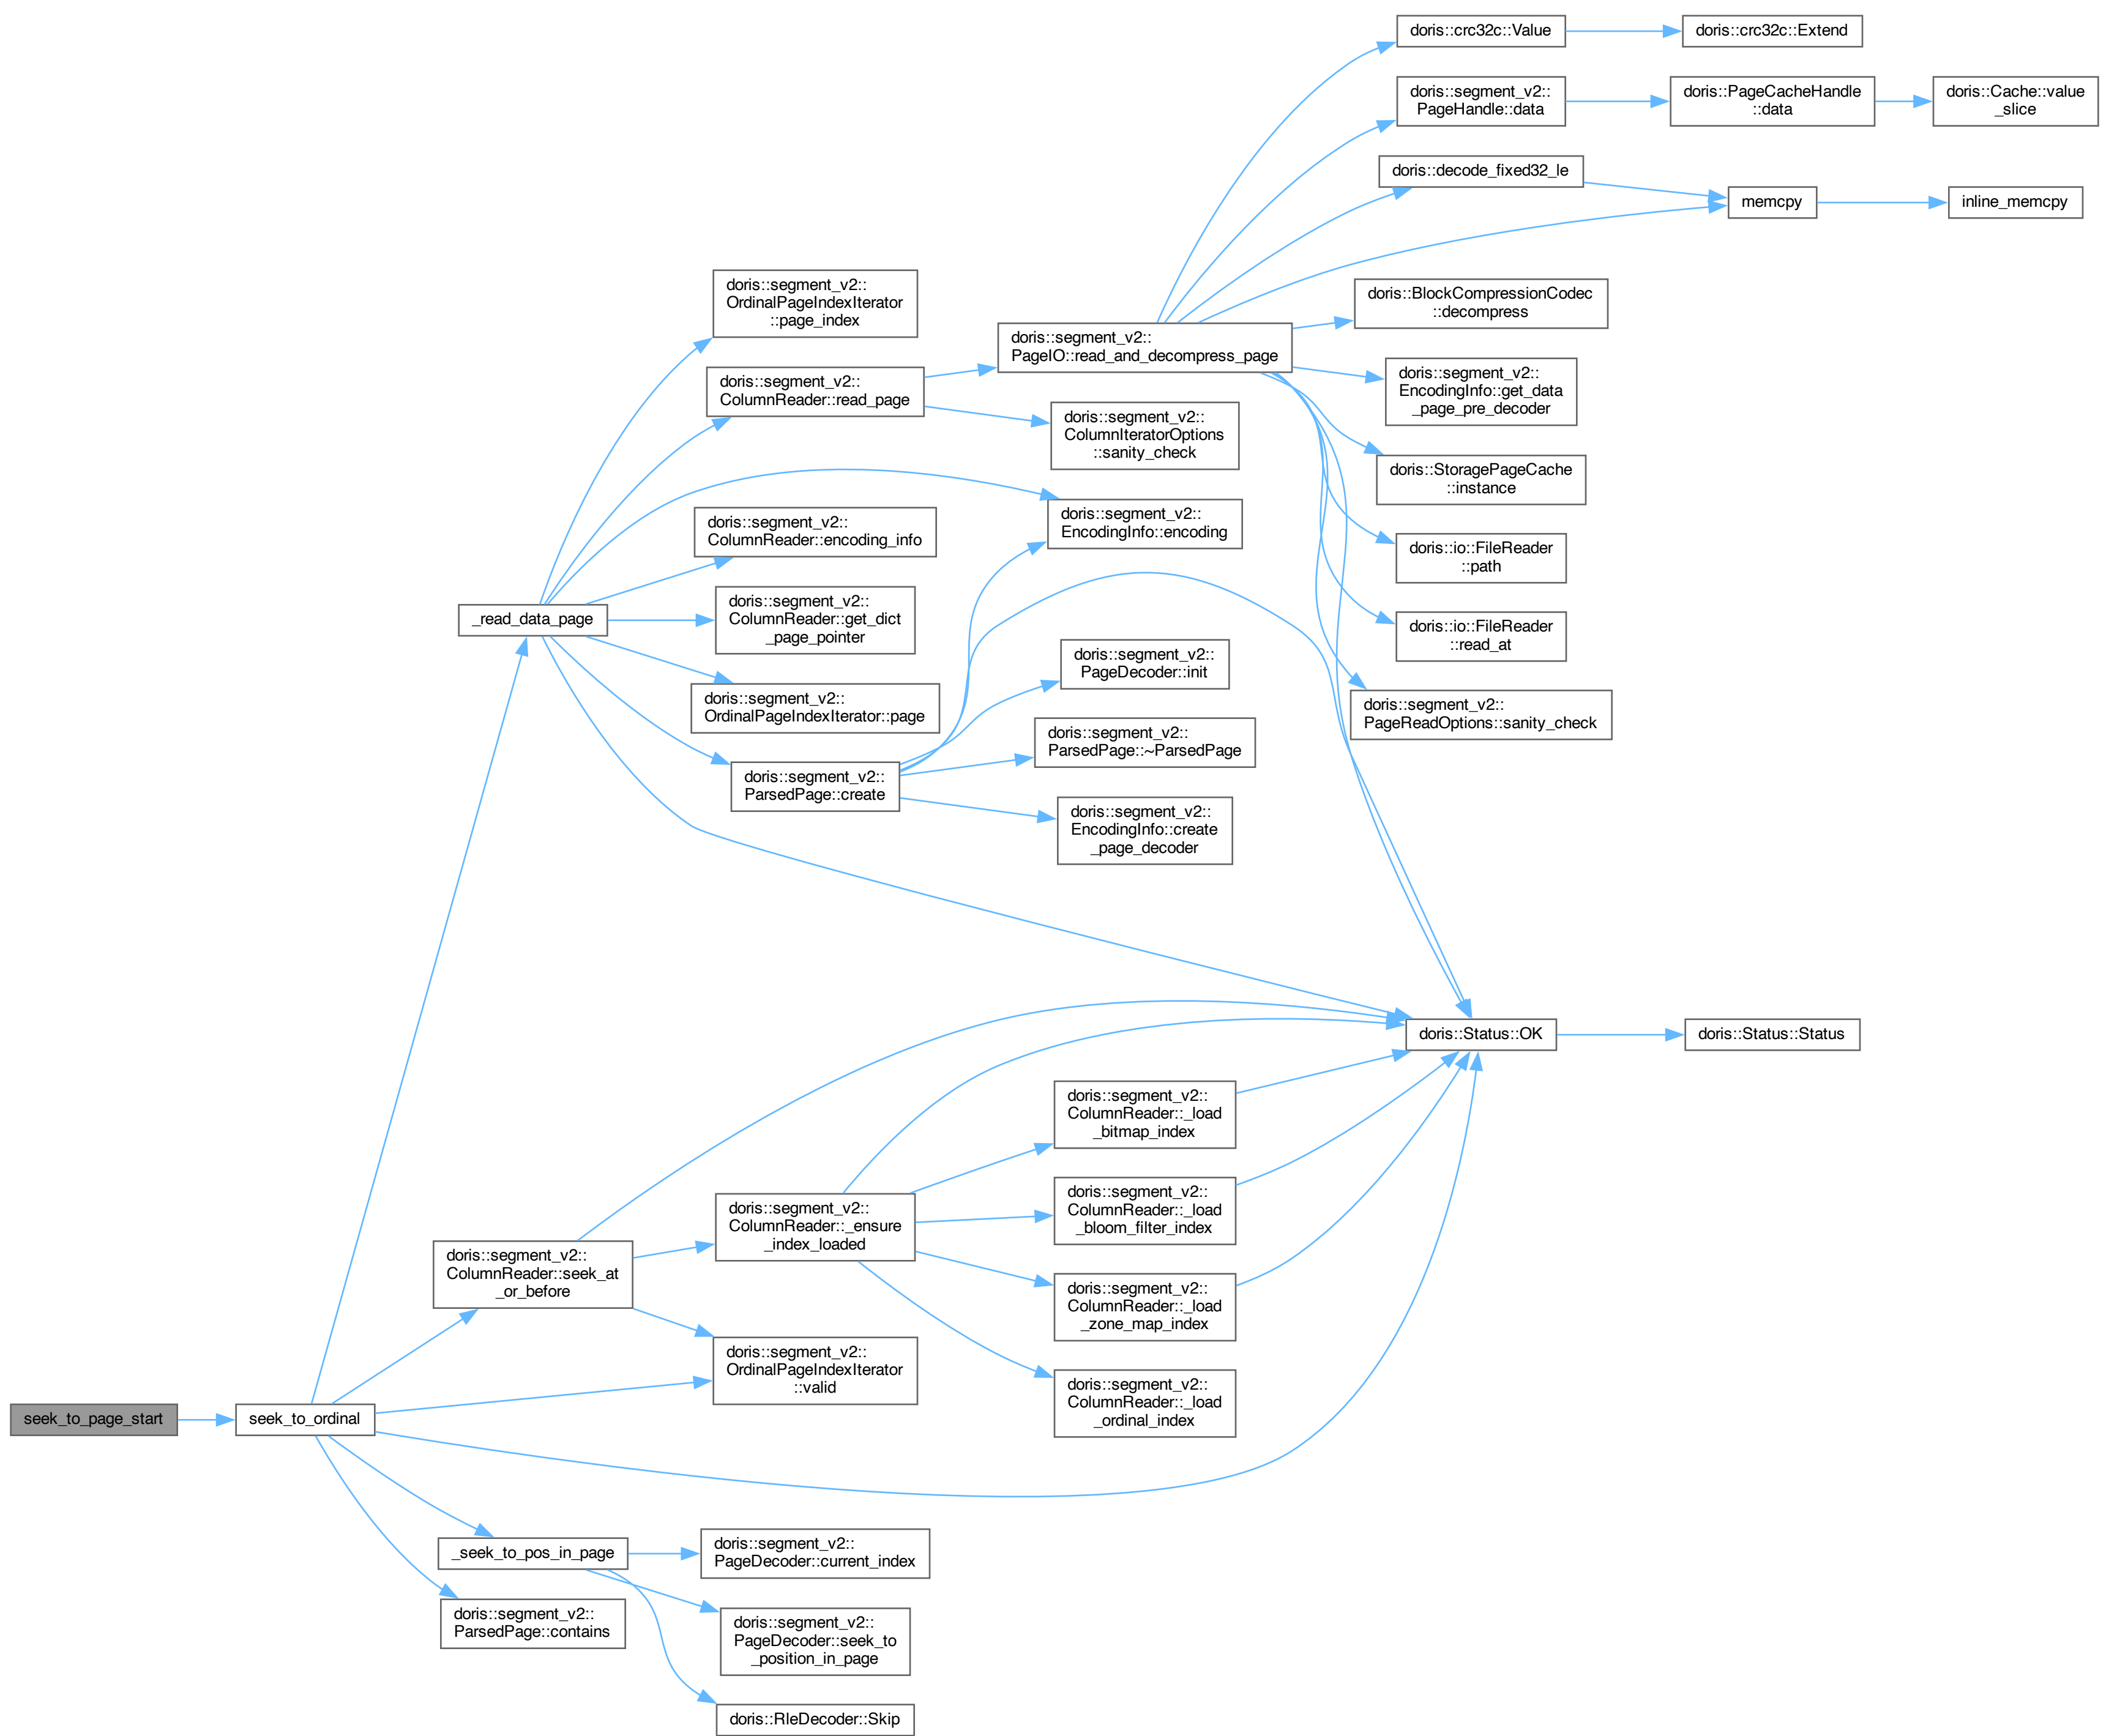 doris::crc32c::Value
doris::crc32c::Extend
doris::segment_v2::
PageHandle::data
doris::PageCacheHandle
::data
doris::Cache::value
_slice
doris::decode_fixed32_le
memcpy
inline_memcpy
doris::segment_v2::
OrdinalPageIndexIterator
::page_index
doris::BlockCompressionCodec
::decompress
doris::segment_v2::
PageIO::read_and_decompress_page
doris::segment_v2::
ColumnReader::read_page
doris::segment_v2::
EncodingInfo::get_data
_page_pre_decoder
doris::segment_v2::
ColumnIteratorOptions
::sanity_check
doris::StoragePageCache
::instance
doris::segment_v2::
EncodingInfo::encoding
doris::segment_v2::
ColumnReader::encoding_info
doris::io::FileReader
::path
_read_data_page
doris::segment_v2::
ColumnReader::get_dict
_page_pointer
doris::io::FileReader
::read_at
doris::segment_v2::
PageDecoder::init
doris::segment_v2::
OrdinalPageIndexIterator::page
doris::segment_v2::
PageReadOptions::sanity_check
doris::segment_v2::
ParsedPage::~ParsedPage
doris::segment_v2::
ParsedPage::create
doris::segment_v2::
EncodingInfo::create
_page_decoder
doris::Status::OK
doris::Status::Status
doris::segment_v2::
ColumnReader::_load
_bitmap_index
doris::segment_v2::
ColumnReader::_load
_bloom_filter_index
doris::segment_v2::
ColumnReader::_ensure
_index_loaded
doris::segment_v2::
ColumnReader::seek_at
_or_before
doris::segment_v2::
ColumnReader::_load
_zone_map_index
doris::segment_v2::
OrdinalPageIndexIterator
::valid
doris::segment_v2::
ColumnReader::_load
_ordinal_index
seek_to_page_start
seek_to_ordinal
_seek_to_pos_in_page
doris::segment_v2::
PageDecoder::current_index
doris::segment_v2::
ParsedPage::contains
doris::segment_v2::
PageDecoder::seek_to
_position_in_page
doris::RleDecoder::Skip